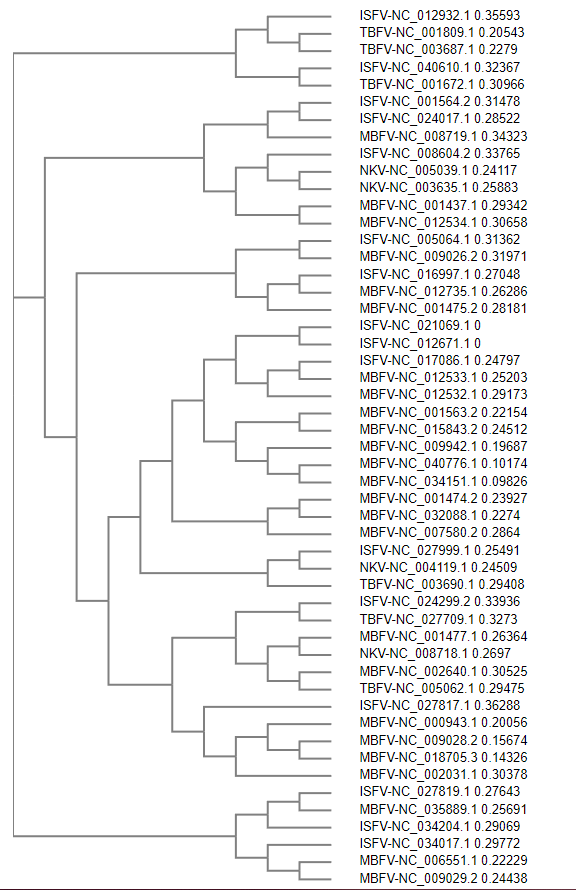 ISFV-NC_012932.1 0.35593
TBFV-NC_001809.1 0.20543
TBFV-NC_003687.1 0.2279
ISFV-NC_040610.1 0.32367
TBFV-NC_001672.1 0.30966
ISFV-NC_001564.2 0.31478
ISFV-NC_024017.1 0.28522
MBFV-NC_008719.1 0.34323
ISFV-NC_008604.2 0.33765
NKV-NC_005039.1 0.24117
NKV-NC_003635.1 0.25883
MBFV-NC_001437.1 0.29342
MBFV-NC_012534.1 0.30658
ISFV-NC_005064.1 0.31362
MBFV-NC_009026.2 0.31971
ISFV-NC_016997.1 0.27048
MBFV-NC_012735.1 0.26286
MBFV-NC_001475.2 0.28181
ISFV-NC_021069.1 0
ISFV-NC_012671.1 0
ISFV-NC_017086.1 0.24797
MBFV-NC_012533.1 0.25203
MBFV-NC_012532.1 0.29173
MBFV-NC_001563.2 0.22154
MBFV-NC_015843.2 0.24512
MBFV-NC_009942.1 0.19687
MBFV-NC_040776.1 0.10174
MBFV-NC_034151.1 0.09826
MBFV-NC_001474.2 0.23927
MBFV-NC_032088.1 0.2274
MBFV-NC_007580.2 0.2864
ISFV-NC_027999.1 0.25491
NKV-NC_004119.1 0.24509
TBFV-NC_003690.1 0.29408
ISFV-NC_024299.2 0.33936
TBFV-NC_027709.1 0.3273
MBFV-NC_001477.1 0.26364
NKV-NC_008718.1 0.2697
MBFV-NC_002640.1 0.30525
TBFV-NC_005062.1 0.29475
ISFV-NC_027817.1 0.36288
MBFV-NC_000943.1 0.20056
MBFV-NC_009028.2 0.15674
MBFV-NC_018705.3 0.14326
MBFV-NC_002031.1 0.30378
ISFV-NC_027819.1 0.27643
MBFV-NC_035889.1 0.25691
ISFV-NC_034204.1 0.29069
ISFV-NC_034017.1 0.29772
MBFV-NC_006551.1 0.22229
MBFV-NC_009029.2 0.24438